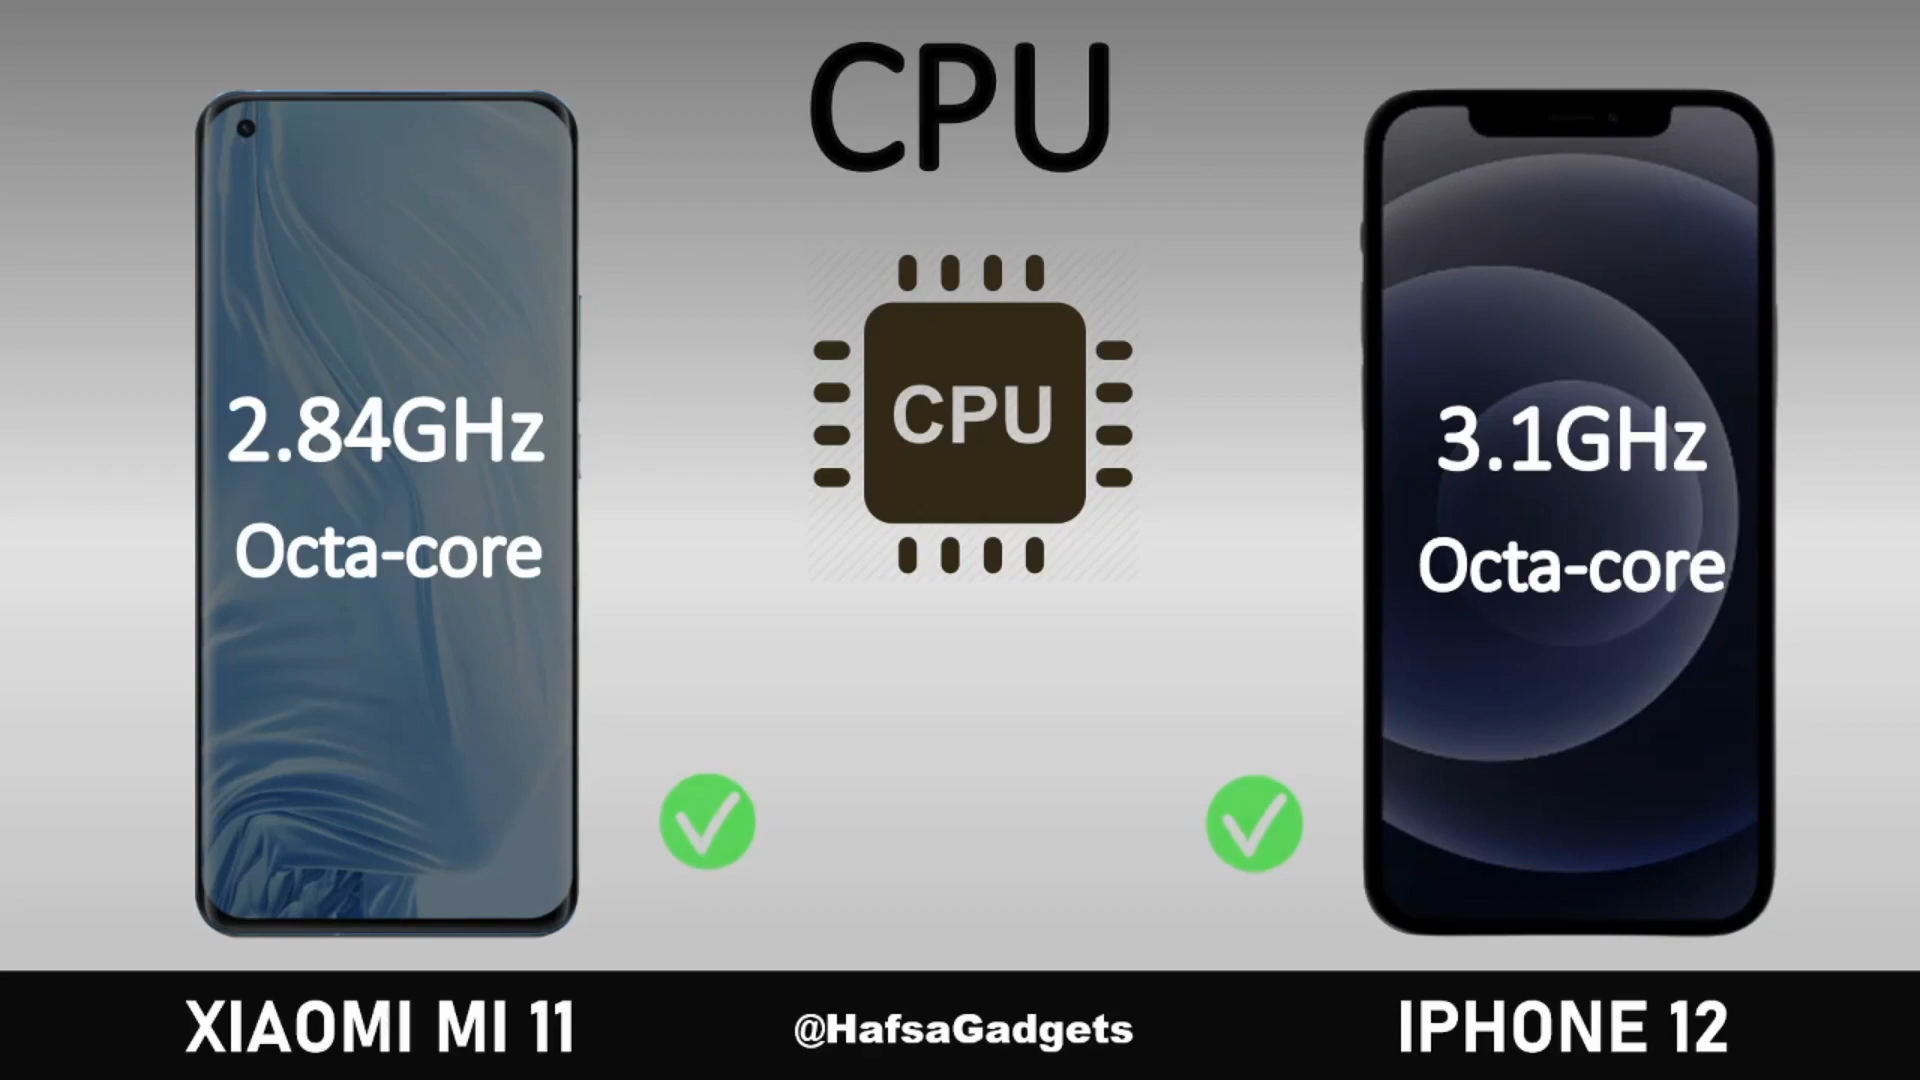 CPU
CPU
2.84GHz
Octa-core
3.1GHz
Octa-core
XIAOMI MI 11
@HafsaGadgets
IPHONE 12